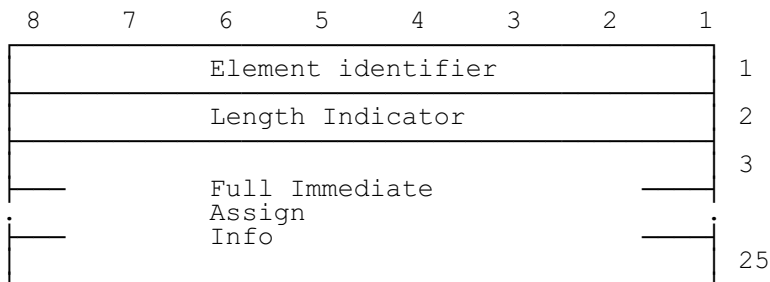 8 7 6 5 4 3 2 1
Element identifier 1
Length Indicator 2
3
Full Immediate
Assign
Info
25